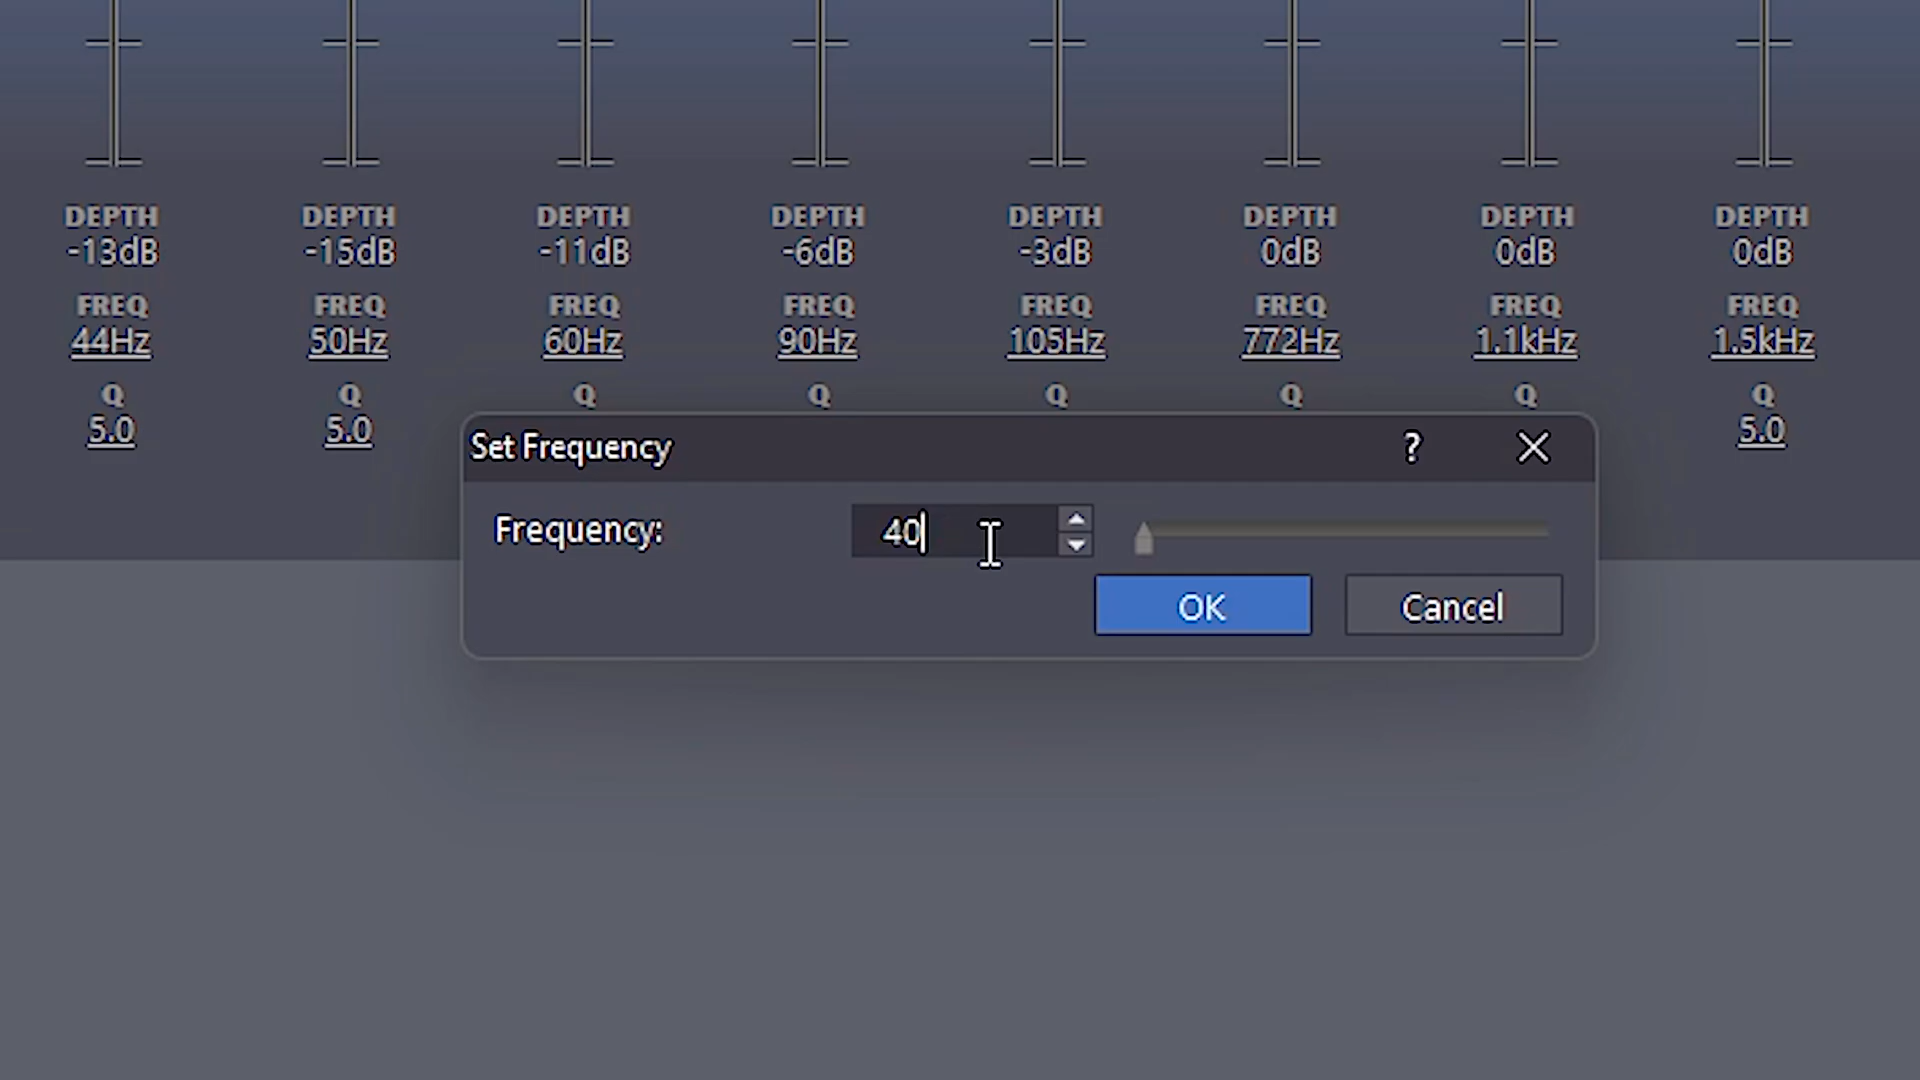 DEPTH DEPTH DEPTH DEPTH DEPTH DEPTH DEPTH DEPTH
-13dB -15dB -11dB -6dB -3dB 0dB 0dB 0dB
FREQ FREQ FREQ FREQ FREQ FREQ FREQ FREQ
44Hz 50Hz 60Hz 90Hz 105Hz 772Hz 1.1kHz 1.5kHz
Q Q Q Q Q Q Q Q
5.0 5.0 5.0
Set Frequency ?
Frequency: 40
OK Cancel